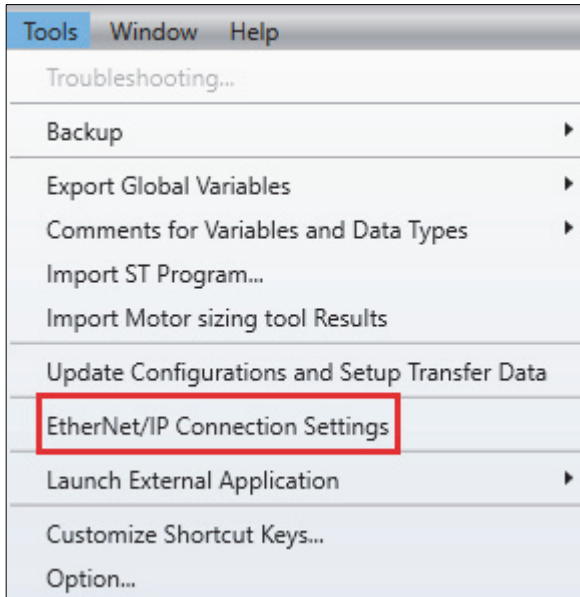 Tools Window Help
Troubleshooting...
Backup
Export Global Variables
Comments for Variables and Data Types
Import ST Program...
Import Motor sizing tool Results
Update Configurations and Setup Transfer Data
EtherNet/IP Connection Settings
Launch External Application
Customize Shortcut Keys...
Option...